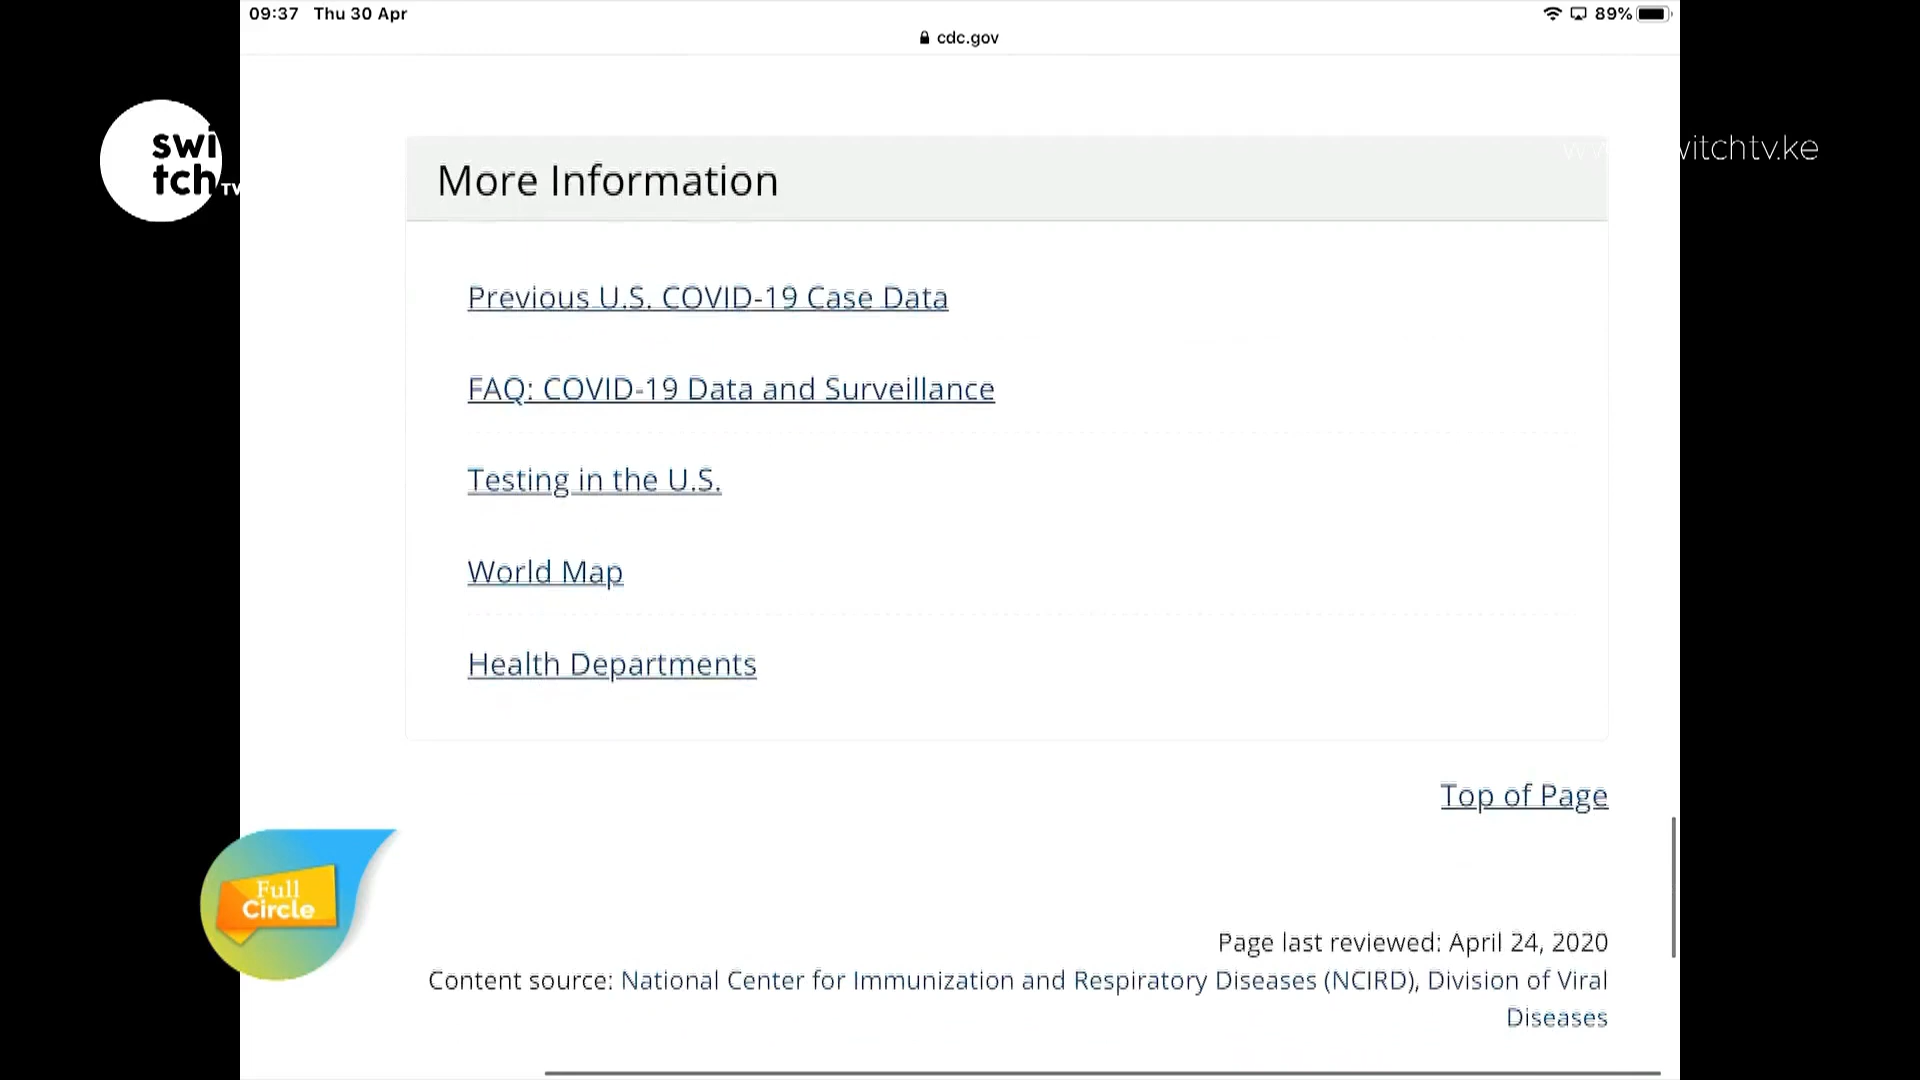 09:37 Thu 30 Apr
89%
cdc.gov
swi
tch TV
witchtv.ke
More Information
Previous U.S. COVID-19 Case Data
FAQ: COVID-19 Data and Surveillance
Testing in the U.S.
World Map
Health Departments
Top of Page
Full
Circle
Page last reviewed: April 24, 2020
Content source: National Center for Immunization and Respiratory Diseases (NCIRD), Division of Viral
Diseases